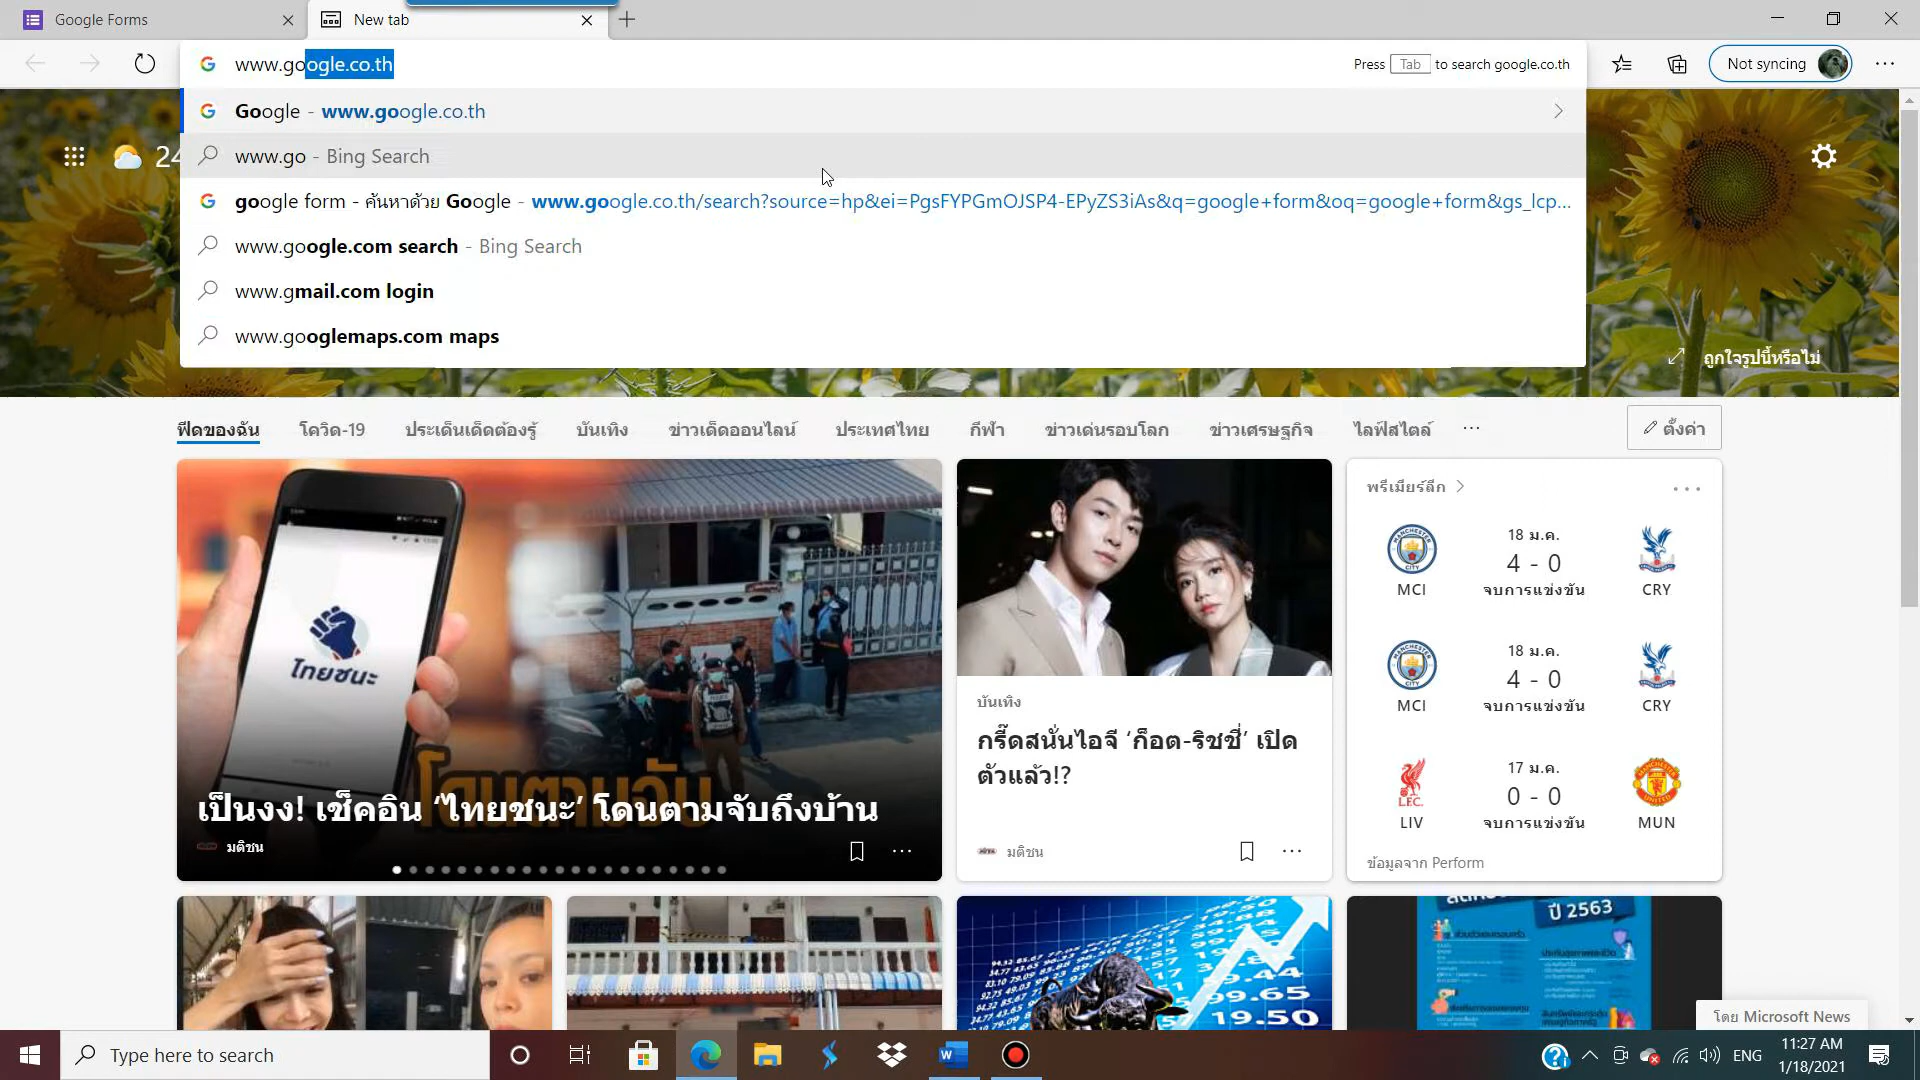 Google Forms
New tab
www.google.co.th
Press Tab to search google.co.th
Not syncing
Google - www.google.co.th
www.go - Bing Search
24
google form - ค้นหาด้วย Google - www.google.co.th/search?source=hp&ei=PgsFYPGmOJSP4-EPyZS3iAs&q=google+form&oq=google+form&gs_lcp...
www.google.com search - Bing Search
www.gmail.com login
www.googlemaps.com maps
ถูกใจรูปนี้หรือไม่
ฟีดของฉัน โควิด-19 ประเด็นเด็ดต้องรู้ บันเทิง ข่าวเด็ดออนไลน์ ประเทศไทย กีฬา ข่าวเด่นรอบโลก ข่าวเศรษฐกิจ ไลฟ์สไตล์ ...
ตั้งค่า
ไทยชนะ
โดนตามจับ
เป็นงง! เช็คอิน ‘ไทยชนะ’ โดนตามจับถึงบ้าน
มติชน
บันเทิง
กรี๊ดสนั่นไอจี ‘ก็อต-ริชชี่’ เปิด
ตัวแล้ว!?
มติชน
พรีเมียร์ลีก
18 ม.ค.
4 - 0
MCI จบการแข่งขัน CRY
18 ม.ค.
4 - 0
MCI จบการแข่งขัน CRY
17 ม.ค.
0 - 0
LIV จบการแข่งขัน MUN
ข้อมูลจาก Perform
ปี 2563
99.65
19.50
โดย Microsoft News
Type here to search
ENG
11:27 AM
1/18/2021